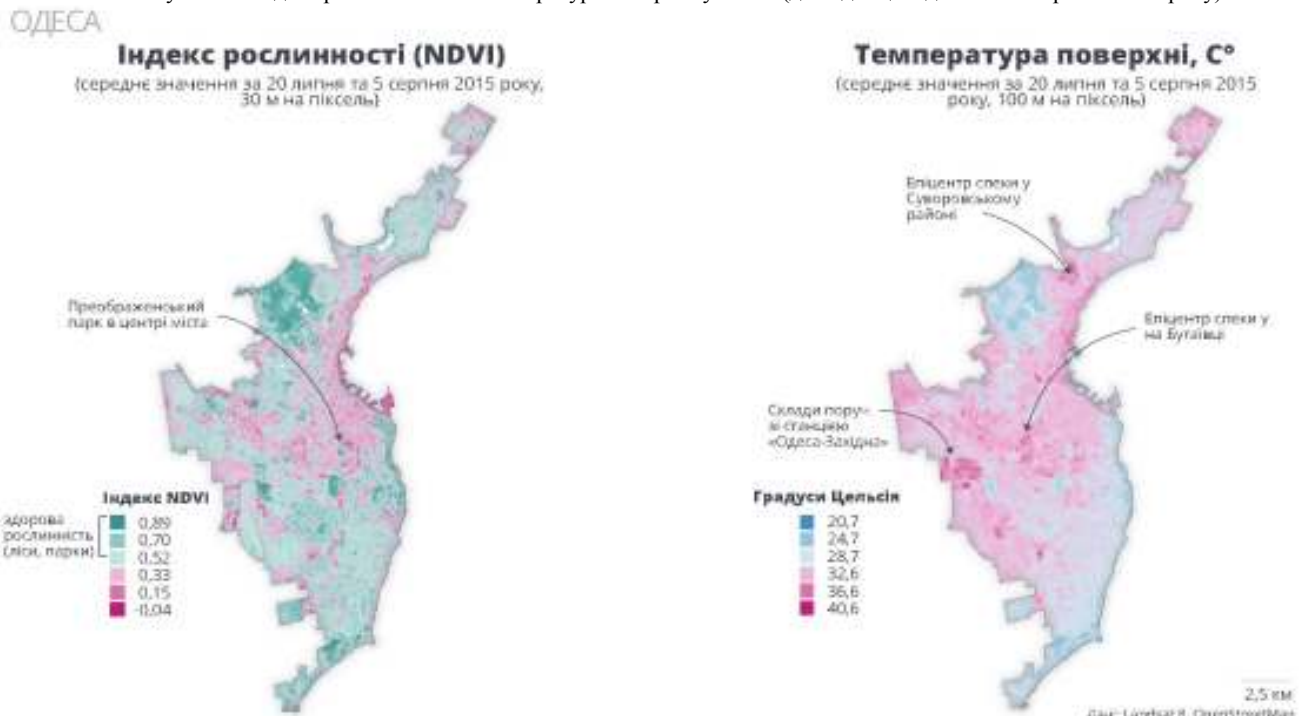 ОДЕСА
Індекс рослинності (NDVI)
(середнє значення за 20 липня та 5 серпня 2015 року,
30 м на піксель)
Преображенський
парк в центрі міста
Індекс NDVI
здорова
рослинність
(ліси, парки)
0,89
0,70
0,52
0,33
0,15
-0,04
Температура поверхні, С°
(середнє значення за 20 липня та 5 серпня 2015
року, 100 м на піксель)
Епіцентр спеки у
Суворовському
районі
Епіцентр спеки у
на Бугаївці
Склади поруч
зі станцією
«Одеса-Західна»
Градуси Цельсія
20,7
24,7
28,7
32,6
36,6
40,6
2,5 км
Дані: Landsat 8, OpenStreetMap